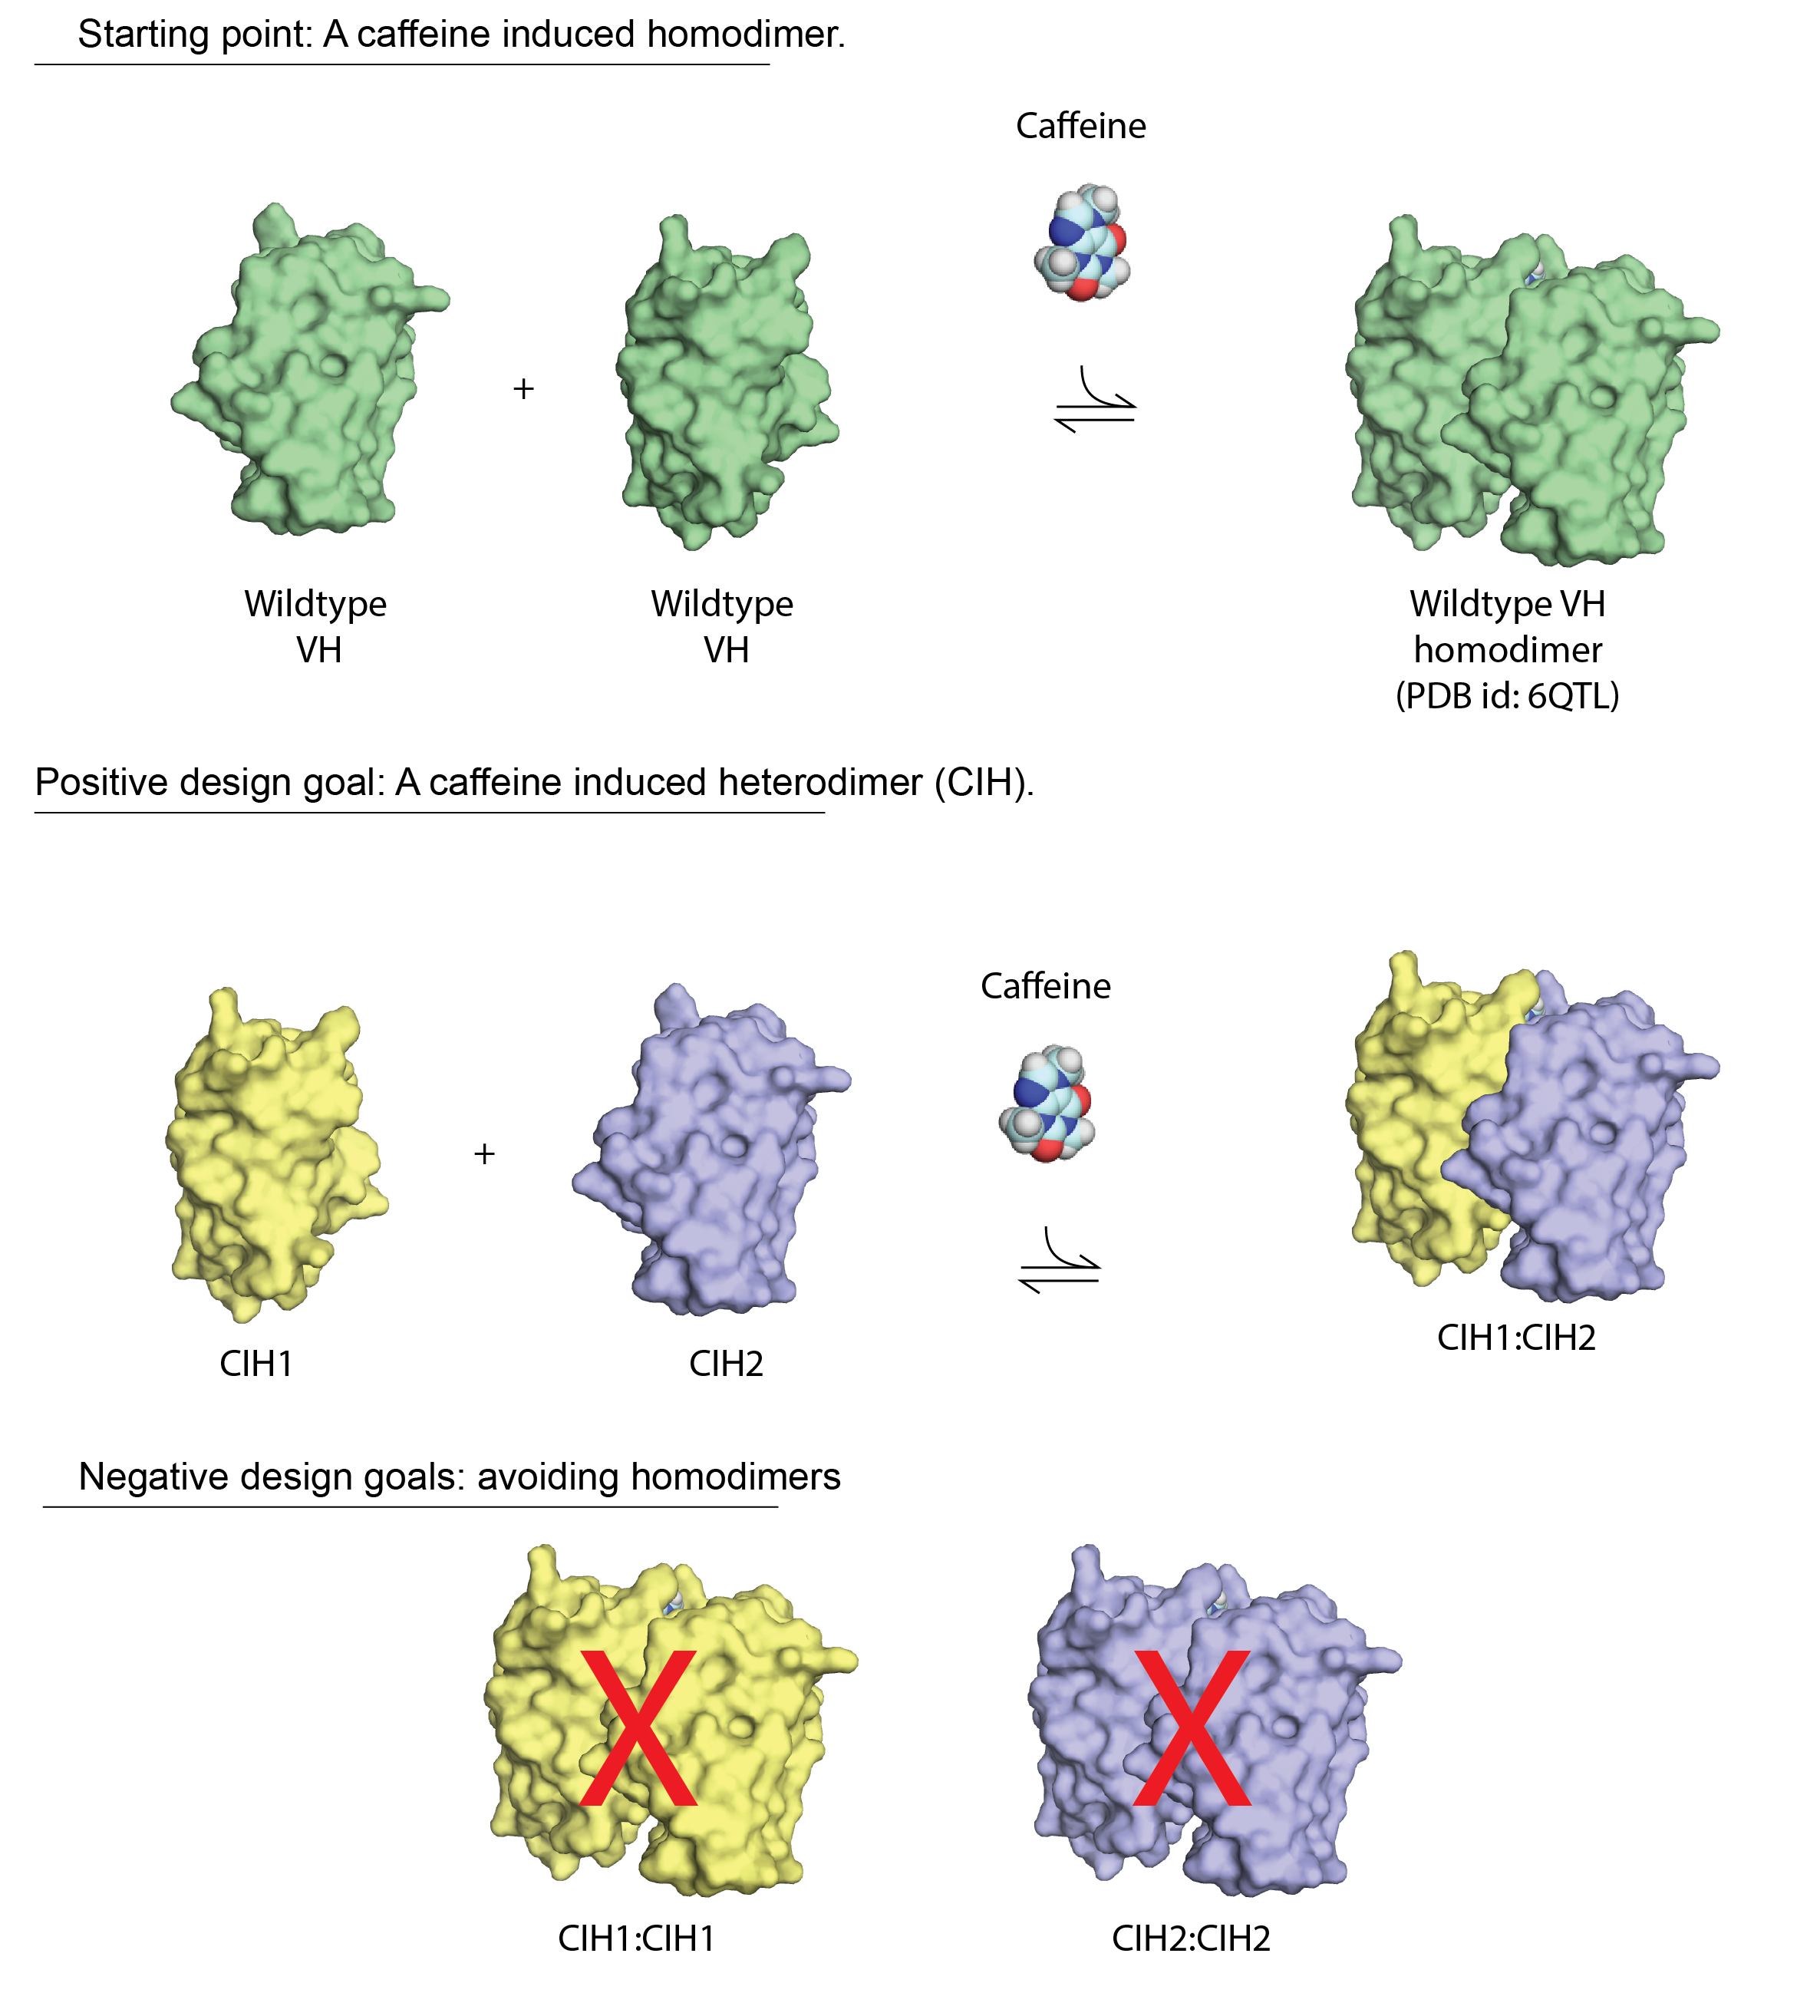 Starting point: A caffeine induced homodimer.
Caffeine
+
Wildtype
VH
Wildtype
VH
Wildtype VH
homodimer
(PDB id: 6QTL)
Positive design goal: A caffeine induced heterodimer (CIH).
Caffeine
+
CIH1
CIH2
CIH1:CIH2
Negative design goals: avoiding homodimers
X
X
CIH1:CIH1
CIH2:CIH2